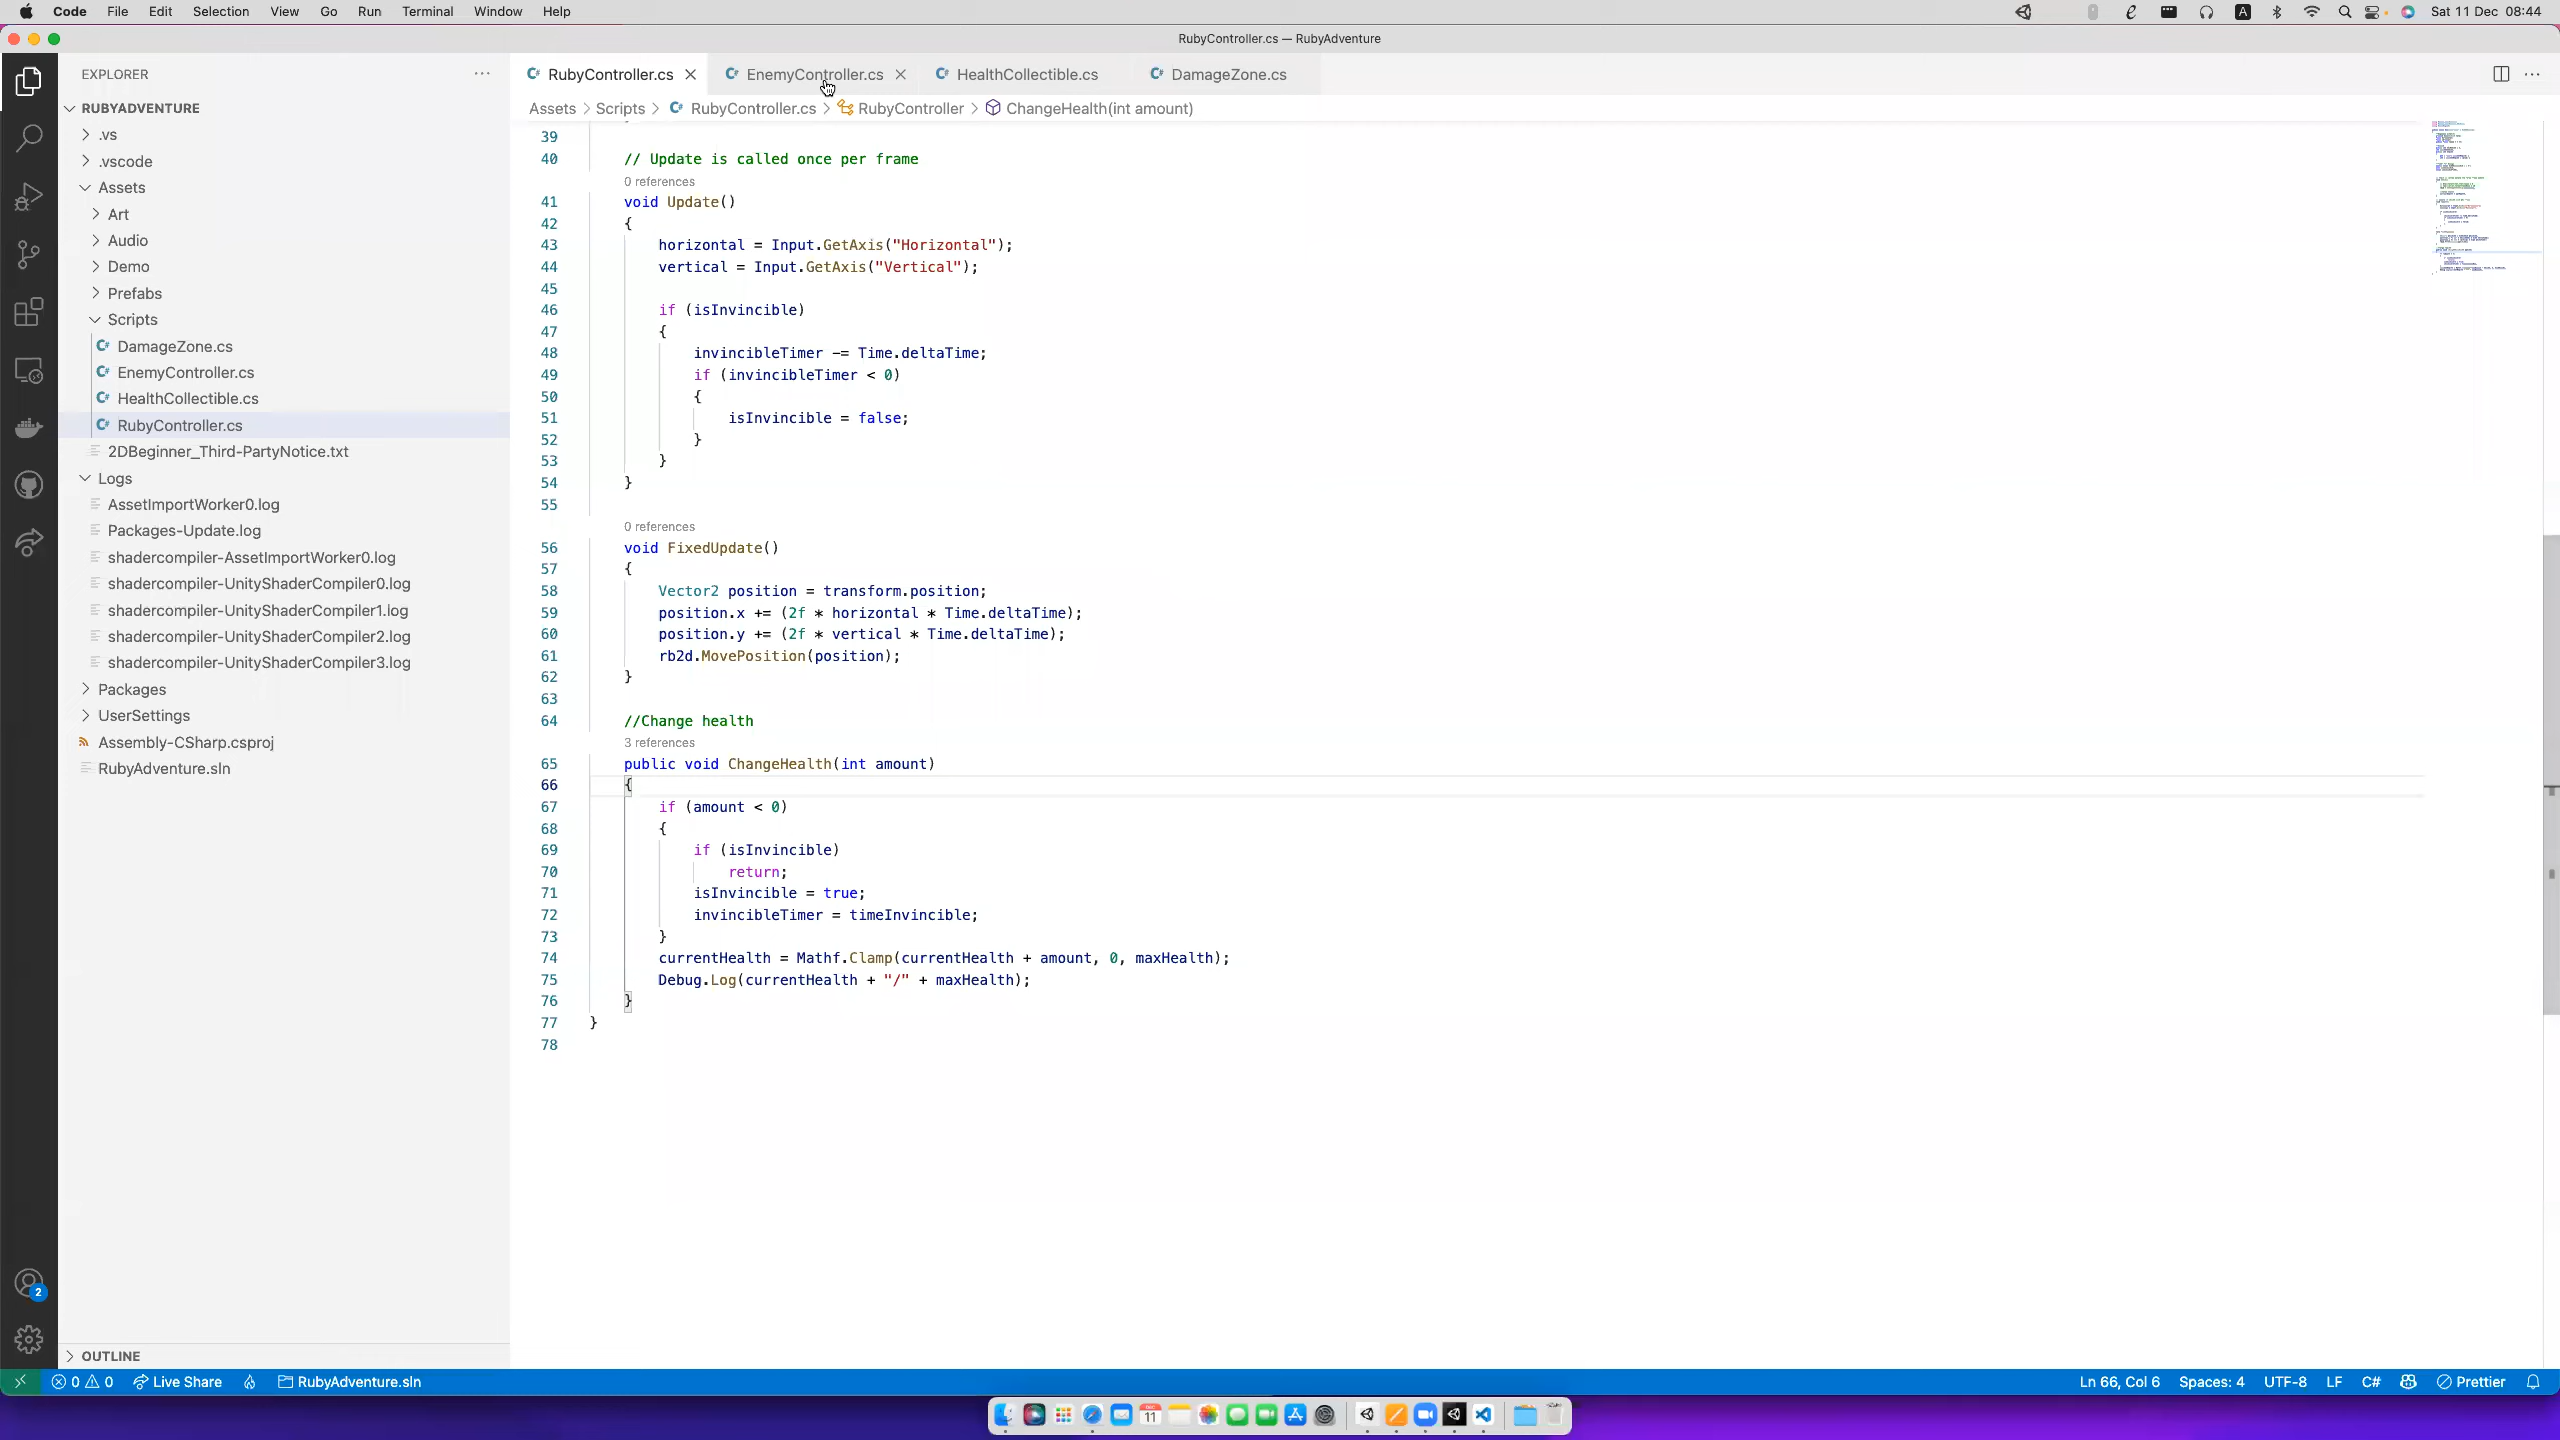 Code File Edit Selection View Go Run Terminal Window Help
A Sat 11 Dec 08:44
RubyController.cs — RubyAdventure
EXPLORER
RUBYADVENTURE
.vs
.vscode
Assets
Art
Audio
Demo
Prefabs
Scripts
C# DamageZone.cs
C# EnemyController.cs
C# HealthCollectible.cs
C# RubyController.cs
2DBeginner_Third-PartyNotice.txt
Logs
AssetImportWorker0.log
Packages-Update.log
shadercompiler-AssetImportWorker0.log
shadercompiler-UnityShaderCompiler0.log
shadercompiler-UnityShaderCompiler1.log
shadercompiler-UnityShaderCompiler2.log
shadercompiler-UnityShaderCompiler3.log
Packages
UserSettings
Assembly-CSharp.csproj
RubyAdventure.sln
OUTLINE
C# RubyController.cs C# EnemyController.cs C# HealthCollectible.cs C# DamageZone.cs
Assets > Scripts > C# RubyController.cs > RubyController > ChangeHealth(int amount)
39
40 // Update is called once per frame
0 references
41 void Update()
42 {
43 horizontal = Input.GetAxis("Horizontal");
44 vertical = Input.GetAxis("Vertical");
45
46 if (isInvincible)
47 {
48 invincibleTimer -= Time.deltaTime;
49 if (invincibleTimer < 0)
50 {
51 isInvincible = false;
52 }
53 }
54 }
55
0 references
56 void FixedUpdate()
57 {
58 Vector2 position = transform.position;
59 position.x += (2f * horizontal * Time.deltaTime);
60 position.y += (2f * vertical * Time.deltaTime);
61 rb2d.MovePosition(position);
62 }
63
64 //Change health
3 references
65 public void ChangeHealth(int amount)
66 {
67 if (amount < 0)
68 {
69 if (isInvincible)
70 return;
71 isInvincible = true;
72 invincibleTimer = timeInvincible;
73 }
74 currentHealth = Mathf.Clamp(currentHealth + amount, 0, maxHealth);
75 Debug.Log(currentHealth + "/" + maxHealth);
76 }
77 }
78
2
0 0 Live Share RubyAdventure.sln Ln 66, Col 6 Spaces: 4 UTF-8 LF C# Prettier
DEC
11